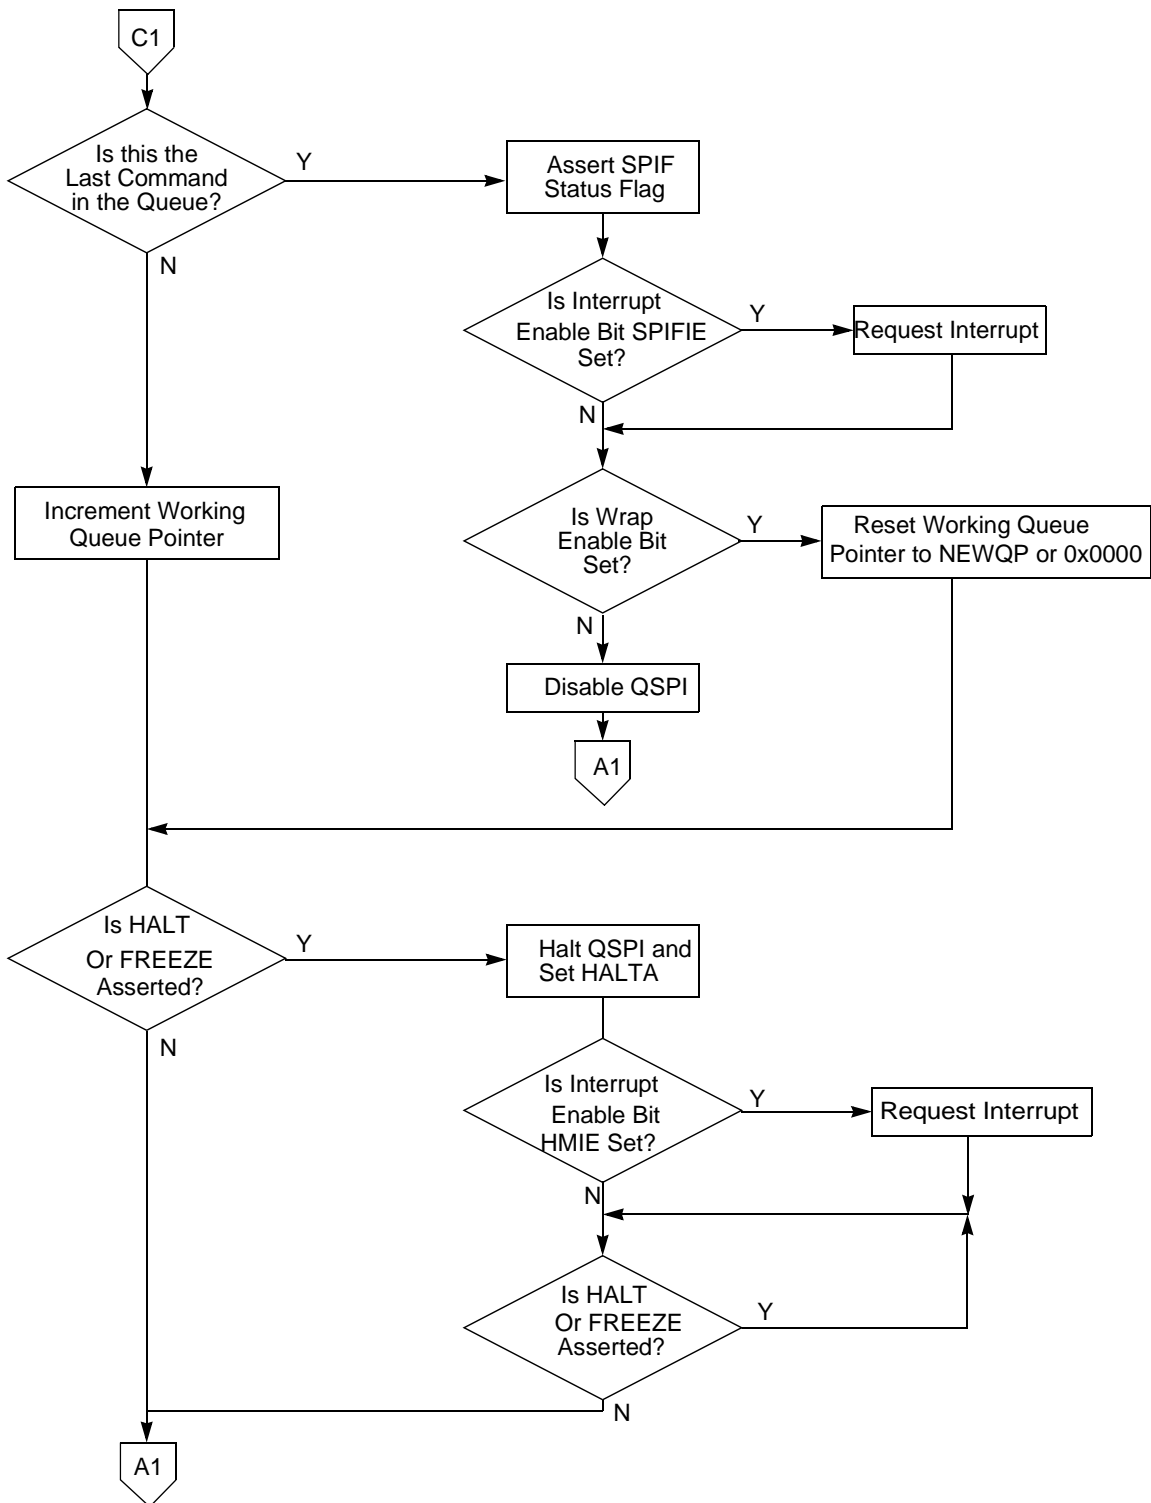 C1
Is this the
Last Command
in the Queue?
Y
Assert SPIF
Status Flag
N
Is Interrupt
Enable Bit SPIFIE
Set?
Y
Request Interrupt
N
Increment Working
Queue Pointer
Is Wrap
Enable Bit
Set?
Y
Reset Working Queue
Pointer to NEWQP or 0x0000
N
Disable QSPI
A1
Is HALT
Or FREEZE
Asserted?
Y
Halt QSPI and
Set HALTA
N
Is Interrupt
Enable Bit
HMIE Set?
Y
Request Interrupt
N
Is HALT
Or FREEZE
Asserted?
Y
N
A1